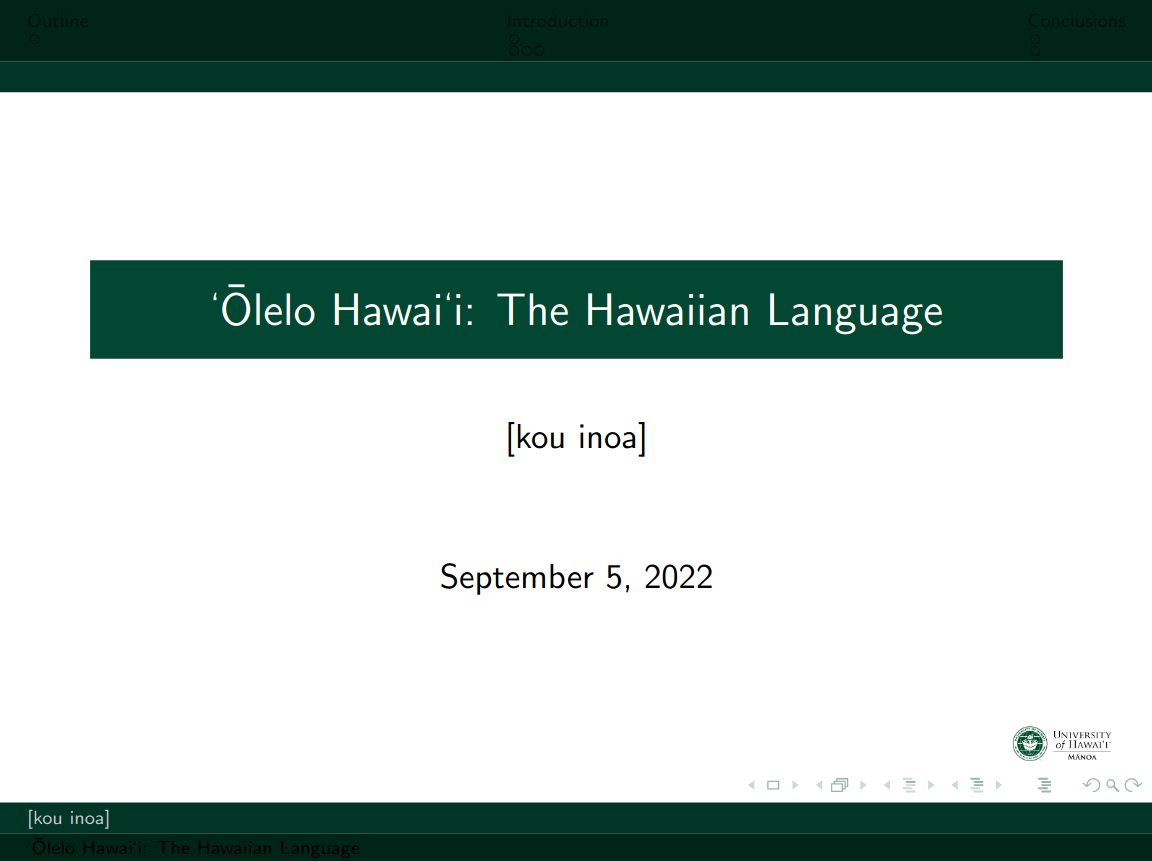 Outline Introduction Conclusions
ʻŌlelo Hawaiʻi: The Hawaiian Language
[kou inoa]
September 5, 2022
UNIVERSITY
of HAWAIʻI
MĀNOA
[kou inoa]
ʻŌlelo Hawaiʻi: The Hawaiian Language